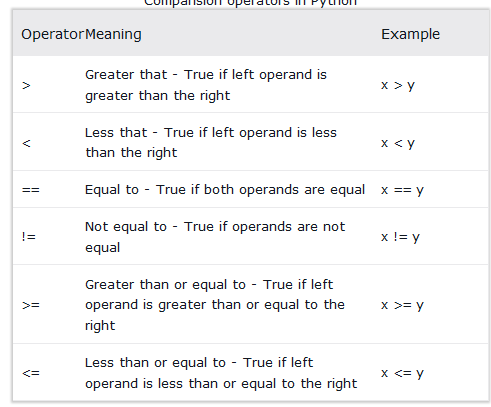 Comparision operators in Python
Operator Meaning Example
Greater that - True if left operand is
> x > y
greater than the right
Less that - True if left operand is less
< x < y
than the right
== Equal to - True if both operands are equal x == y
Not equal to - True if operands are not
!= x != y
equal
Greater than or equal to - True if left
>= operand is greater than or equal to the x >= y
right
Less than or equal to - True if left
<= x <= y
operand is less than or equal to the right